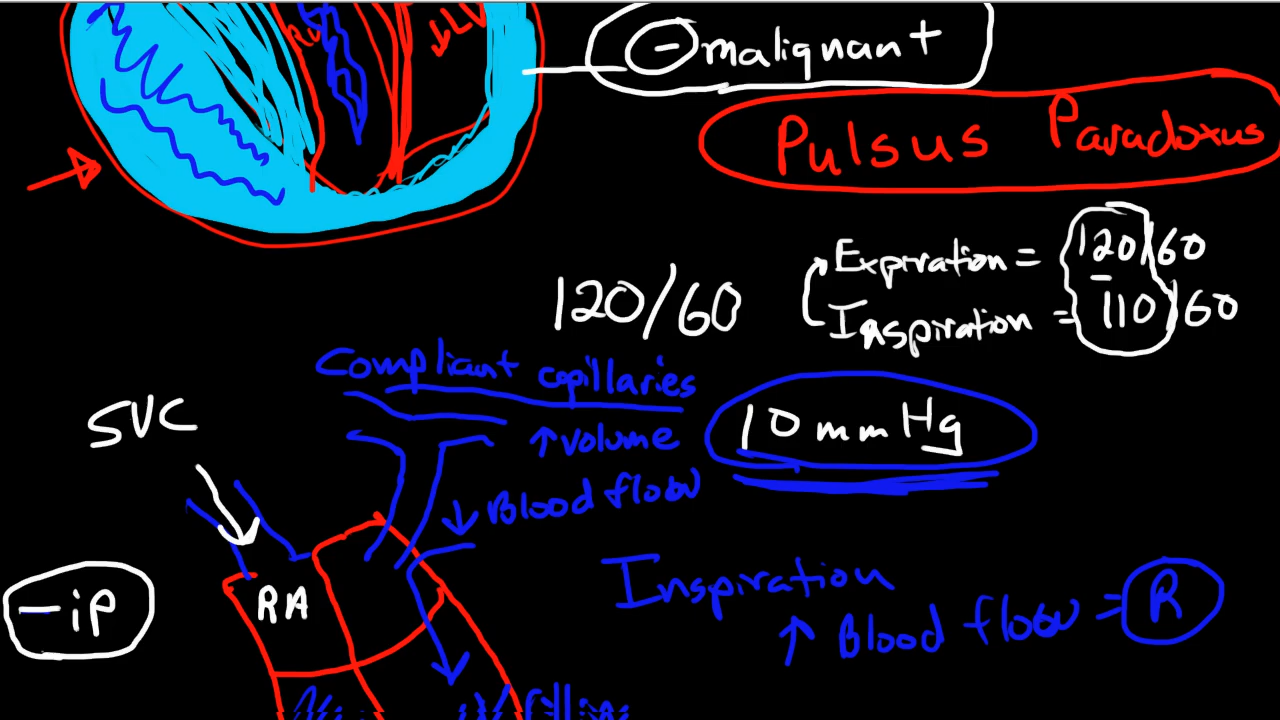 RV
↓LV
⊖malignant
Pulsus Paradoxus
Expiration = 120/60
Inspiration = 110/60
120/60
Compliant capillaries
SVC
10 mmHg
↑volume
↓ Blood flow
Inspiration
↑ Blood flow = R
-iP
RA
filling